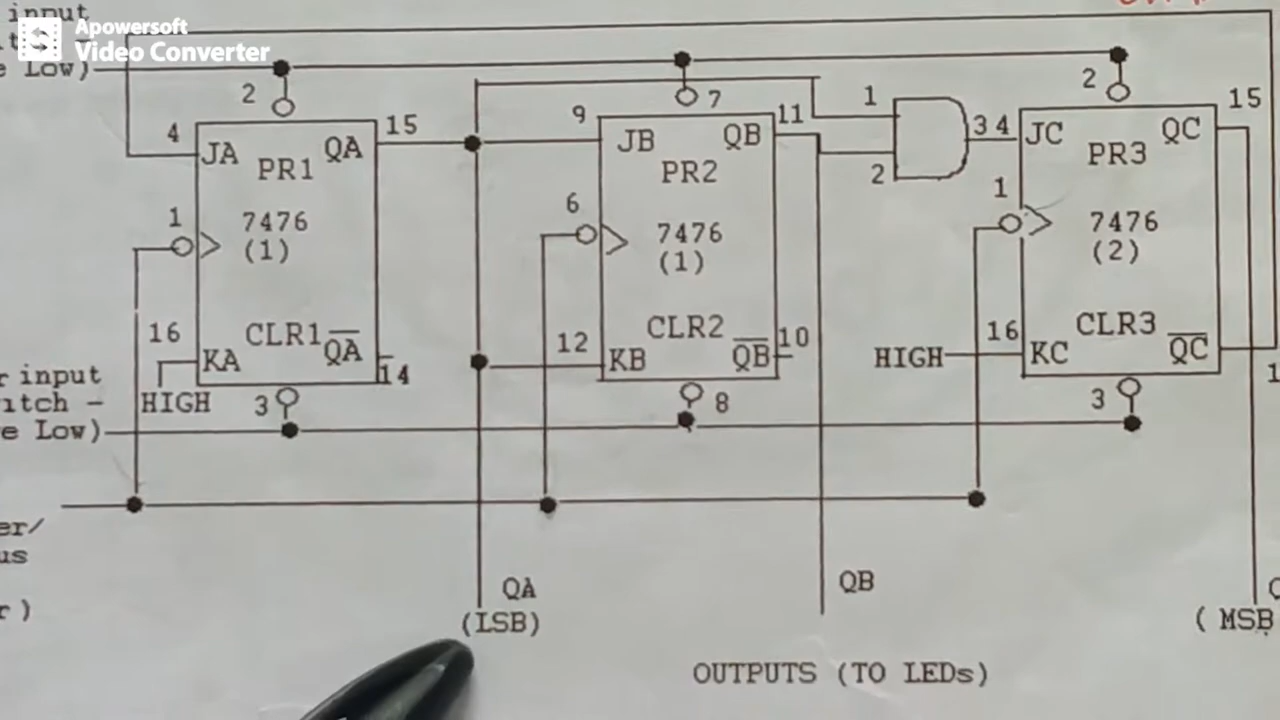 input
Apowersoft
Video Converter
e Low)
2
7
2
4
JA
PR1
QA
15
9
JB
QB
11
PR2
1
2
3
4
JC
QC
15
PR3
1
7476
(1)
6
7476
(1)
1
7476
(2)
16
KA
CLR1
QA
14
HIGH
3
12
KB
CLR2
QB
10
8
HIGH
16
KC
CLR3
QC
3
input
itch -
e Low)
er/
us
r)
QA
(LSB)
QB
(MSB
OUTPUTS (TO LEDs)